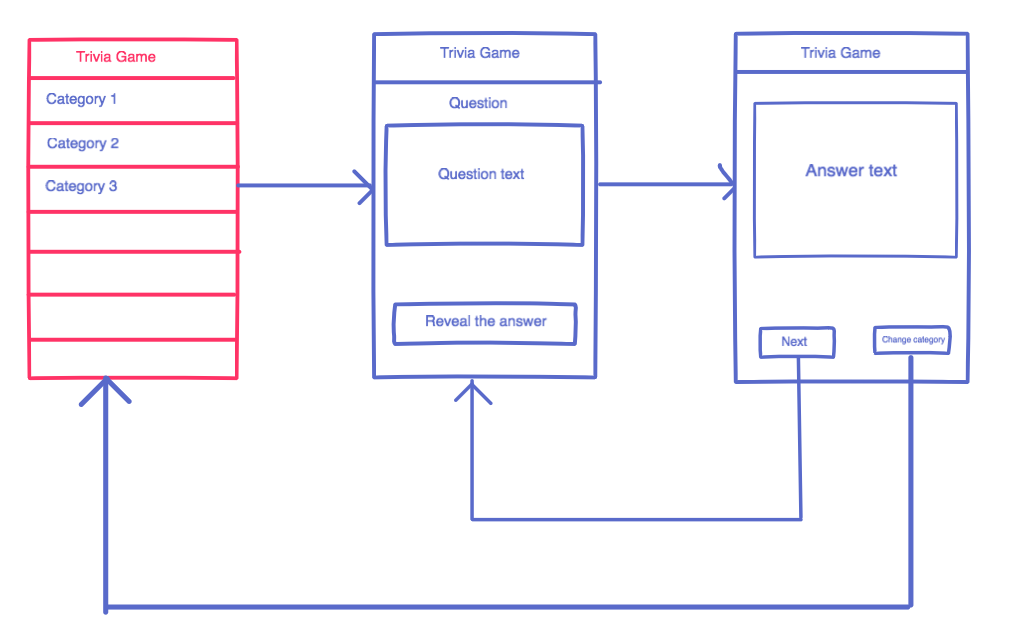 Trivia Game
Category 1
Category 2
Category 3
Trivia Game
Question
Question text
Reveal the answer
Trivia Game
Answer text
Next
Change category